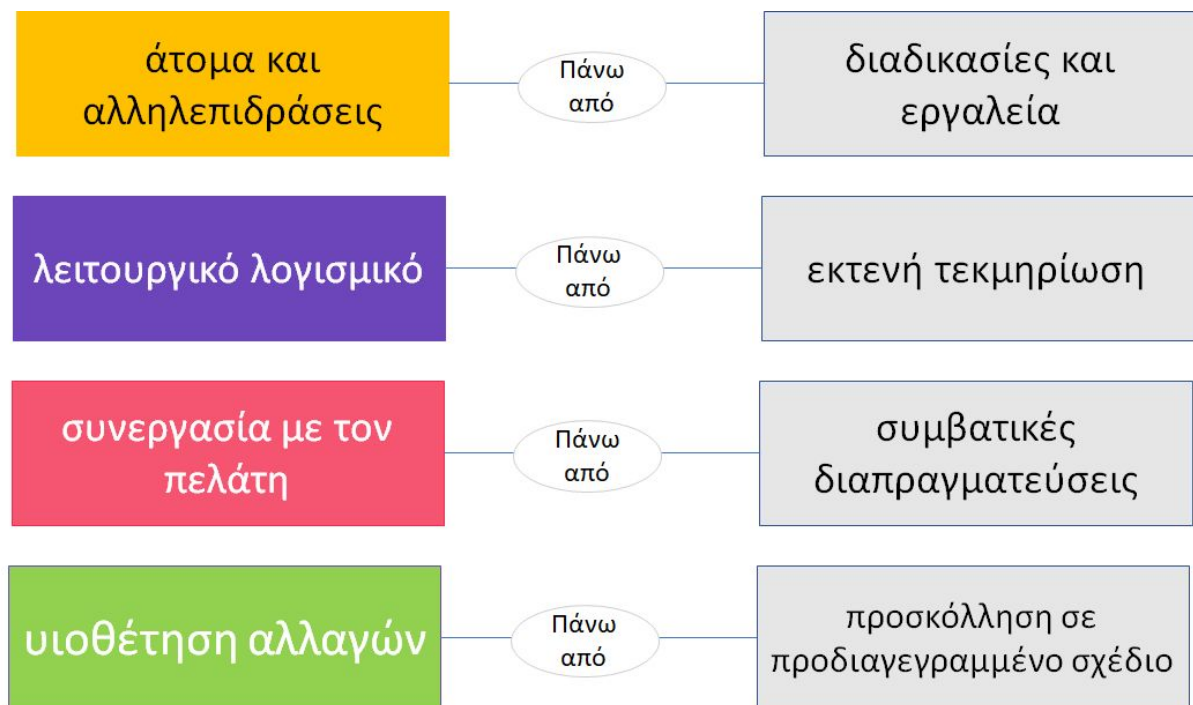 άτομα και
αλληλεπιδράσεις
Πάνω
από
διαδικασίες και
εργαλεία
λειτουργικό λογισμικό
Πάνω
από
εκτενή τεκμηρίωση
συνεργασία με τον
πελάτη
Πάνω
από
συμβατικές
διαπραγματεύσεις
υιοθέτηση αλλαγών
Πάνω
από
προσκόλληση σε
προδιαγεγραμμένο σχέδιο